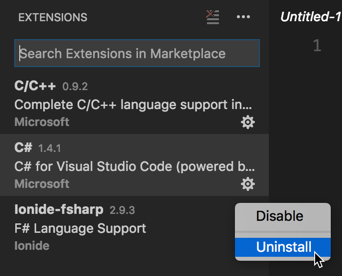 EXTENSIONS
Untitled-1
Search Extensions in Marketplace
1
C/C++ 0.9.2
Complete C/C++ language support in...
Microsoft
C# 1.4.1
C# for Visual Studio Code (powered b...
Microsoft
Ionide-fsharp 2.9.3
F# Language Support
Ionide
Disable
Uninstall